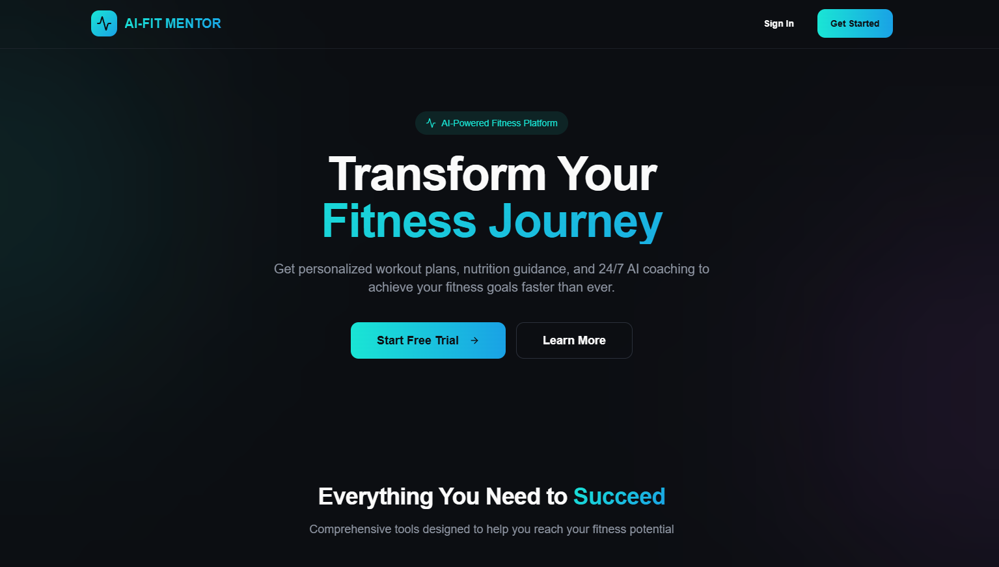 AI-FIT MENTOR
Sign In
Get Started
AI-Powered Fitness Platform
Transform Your
Fitness Journey
Get personalized workout plans, nutrition guidance, and 24/7 AI coaching to
achieve your fitness goals faster than ever.
Start Free Trial
Learn More
Everything You Need to Succeed
Comprehensive tools designed to help you reach your fitness potential